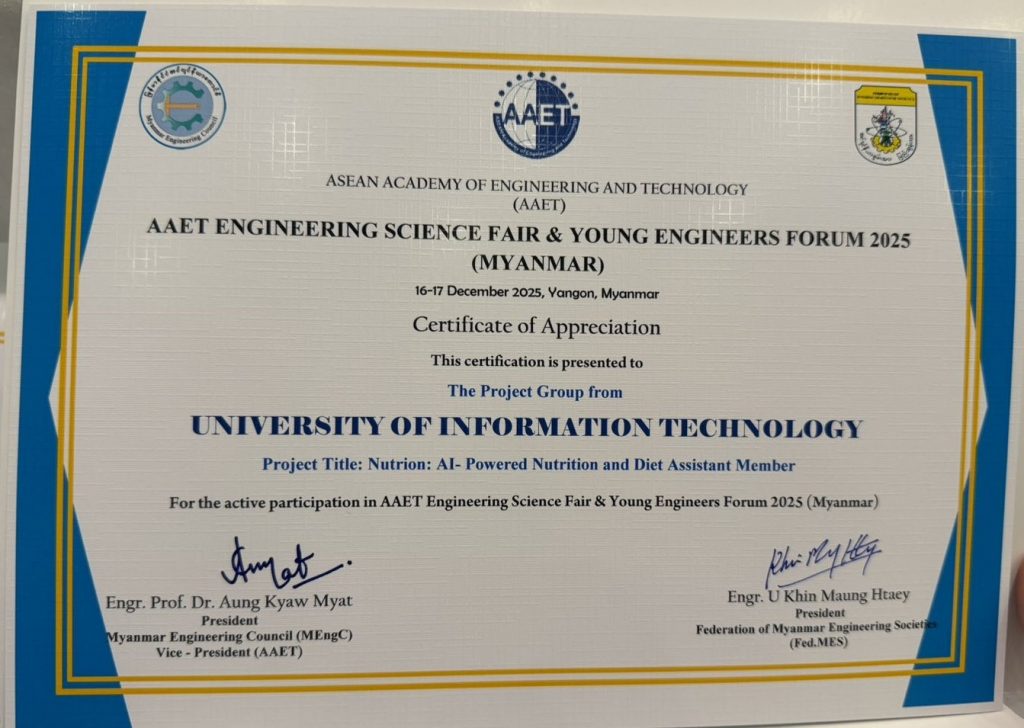 Myanmar Engineering Council
AAET
ASEAN ACADEMY OF ENGINEERING AND TECHNOLOGY
(AAET)
AAET ENGINEERING SCIENCE FAIR & YOUNG ENGINEERS FORUM 2025
(MYANMAR)
16-17 December 2025, Yangon, Myanmar
Certificate of Appreciation
This certification is presented to
The Project Group from
UNIVERSITY OF INFORMATION TECHNOLOGY
Project Title: Nutrion: AI- Powered Nutrition and Diet Assistant Member
For the active participation in AAET Engineering Science Fair & Young Engineers Forum 2025 (Myanmar)
Engr. Prof. Dr. Aung Kyaw Myat
President
Myanmar Engineering Council (MEngC)
Vice - President (AAET)
Engr. U Khin Maung Htaey
President
Federation of Myanmar Engineering Societies
(Fed.MES)